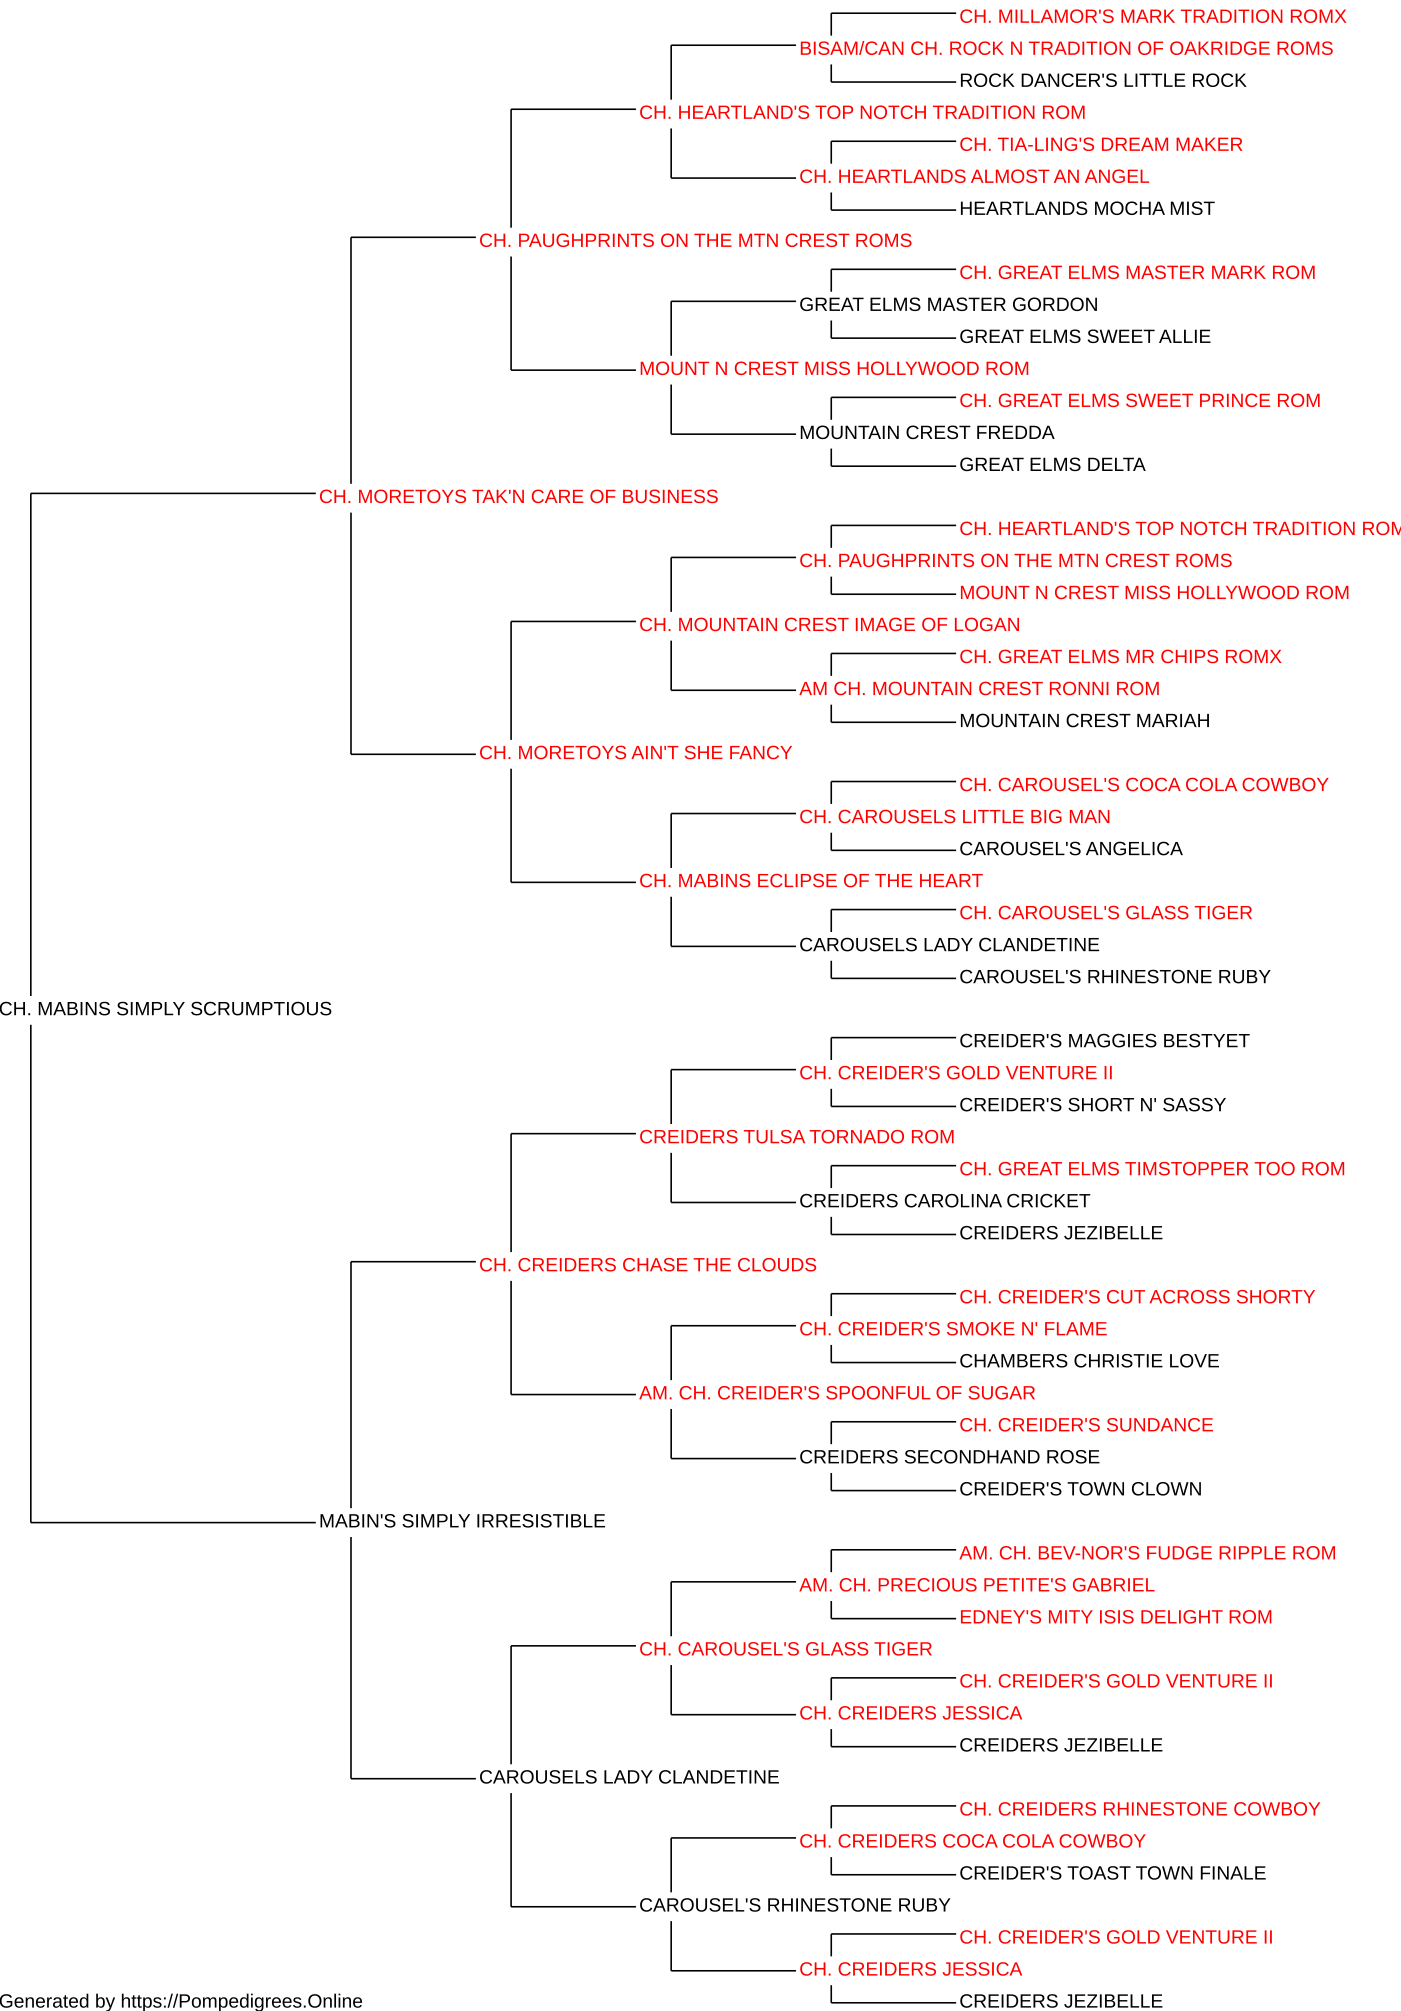 CH. MILLAMOR'S MARK TRADITION ROMX
BISAM/CAN CH. ROCK N TRADITION OF OAKRIDGE ROMS
ROCK DANCER'S LITTLE ROCK
CH. HEARTLAND'S TOP NOTCH TRADITION ROM
CH. TIA-LING'S DREAM MAKER
CH. HEARTLANDS ALMOST AN ANGEL
HEARTLANDS MOCHA MIST
CH. PAUGHPRINTS ON THE MTN CREST ROMS
CH. GREAT ELMS MASTER MARK ROM
GREAT ELMS MASTER GORDON
GREAT ELMS SWEET ALLIE
MOUNT N CREST MISS HOLLYWOOD ROM
CH. GREAT ELMS SWEET PRINCE ROM
MOUNTAIN CREST FREDDA
GREAT ELMS DELTA
CH. MORETOYS TAK'N CARE OF BUSINESS
CH. HEARTLAND'S TOP NOTCH TRADITION ROM
CH. PAUGHPRINTS ON THE MTN CREST ROMS
MOUNT N CREST MISS HOLLYWOOD ROM
CH. MOUNTAIN CREST IMAGE OF LOGAN
CH. GREAT ELMS MR CHIPS ROMX
AM CH. MOUNTAIN CREST RONNI ROM
MOUNTAIN CREST MARIAH
CH. MORETOYS AIN'T SHE FANCY
CH. CAROUSEL'S COCA COLA COWBOY
CH. CAROUSELS LITTLE BIG MAN
CAROUSEL'S ANGELICA
CH. MABINS ECLIPSE OF THE HEART
CH. CAROUSEL'S GLASS TIGER
CAROUSELS LADY CLANDETINE
CAROUSEL'S RHINESTONE RUBY
CH. MABINS SIMPLY SCRUMPTIOUS
CREIDER'S MAGGIES BESTYET
CH. CREIDER'S GOLD VENTURE II
CREIDER'S SHORT N' SASSY
CREIDERS TULSA TORNADO ROM
CH. GREAT ELMS TIMSTOPPER TOO ROM
CREIDERS CAROLINA CRICKET
CREIDERS JEZIBELLE
CH. CREIDERS CHASE THE CLOUDS
CH. CREIDER'S CUT ACROSS SHORTY
CH. CREIDER'S SMOKE N' FLAME
CHAMBERS CHRISTIE LOVE
AM. CH. CREIDER'S SPOONFUL OF SUGAR
CH. CREIDER'S SUNDANCE
CREIDERS SECONDHAND ROSE
CREIDER'S TOWN CLOWN
MABIN'S SIMPLY IRRESISTIBLE
AM. CH. BEV-NOR'S FUDGE RIPPLE ROM
AM. CH. PRECIOUS PETITE'S GABRIEL
EDNEY'S MITY ISIS DELIGHT ROM
CH. CAROUSEL'S GLASS TIGER
CH. CREIDER'S GOLD VENTURE II
CH. CREIDERS JESSICA
CREIDERS JEZIBELLE
CAROUSELS LADY CLANDETINE
CH. CREIDERS RHINESTONE COWBOY
CH. CREIDERS COCA COLA COWBOY
CREIDER'S TOAST TOWN FINALE
CAROUSEL'S RHINESTONE RUBY
CH. CREIDER'S GOLD VENTURE II
CH. CREIDERS JESSICA
CREIDERS JEZIBELLE
Generated by https://Pompedigrees.Online